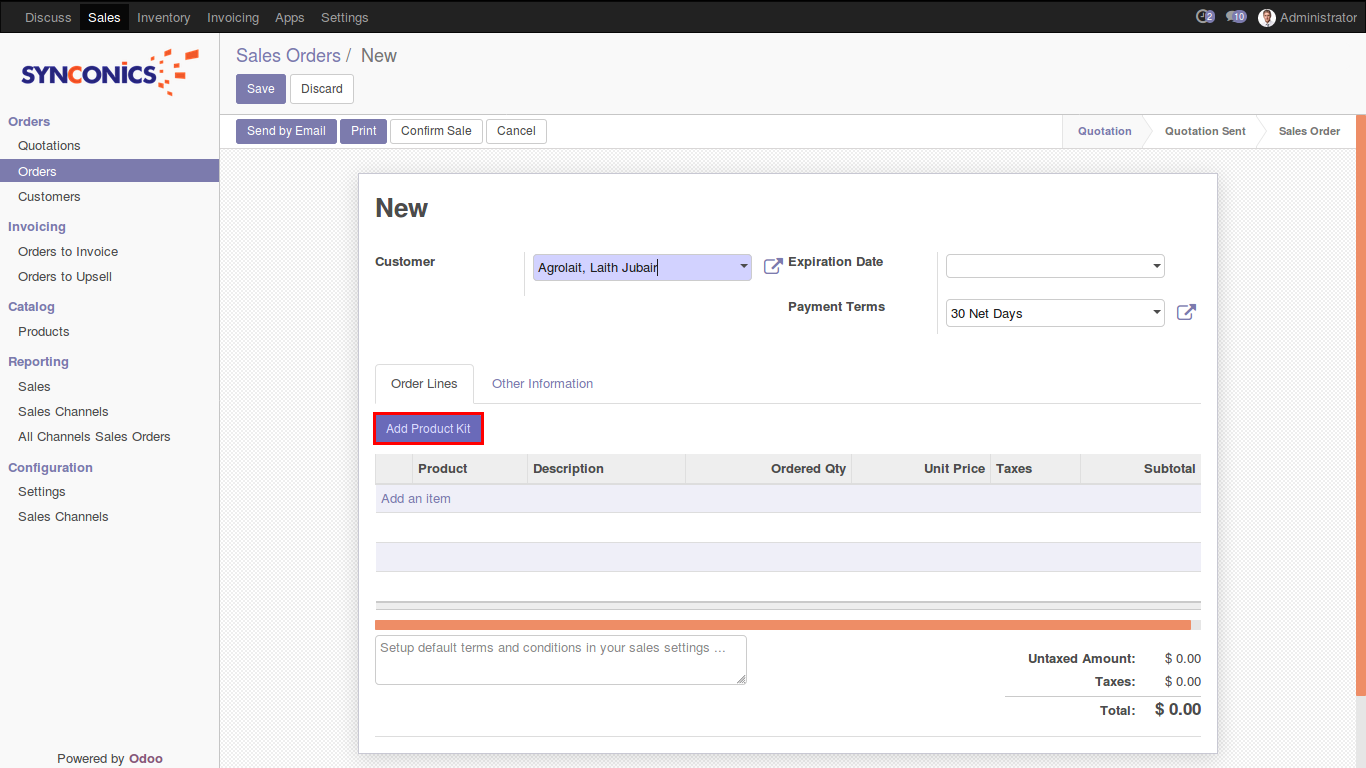 Discuss Sales Inventory Invoicing Apps Settings 2 10 Administrator
SYNCONICS
Orders
Quotations
Orders
Customers
Invoicing
Orders to Invoice
Orders to Upsell
Catalog
Products
Reporting
Sales
Sales Channels
All Channels Sales Orders
Configuration
Settings
Sales Channels
Powered by Odoo
Sales Orders / New
Save Discard
Send by Email Print Confirm Sale Cancel Quotation Quotation Sent Sales Order
New
Customer Agrolait, Laith Jubair Expiration Date
Payment Terms 30 Net Days
Order Lines Other Information
Add Product Kit
Product Description Ordered Qty Unit Price Taxes Subtotal
Add an item
Setup default terms and conditions in your sales settings ...
Untaxed Amount: $ 0.00
Taxes: $ 0.00
Total: $ 0.00